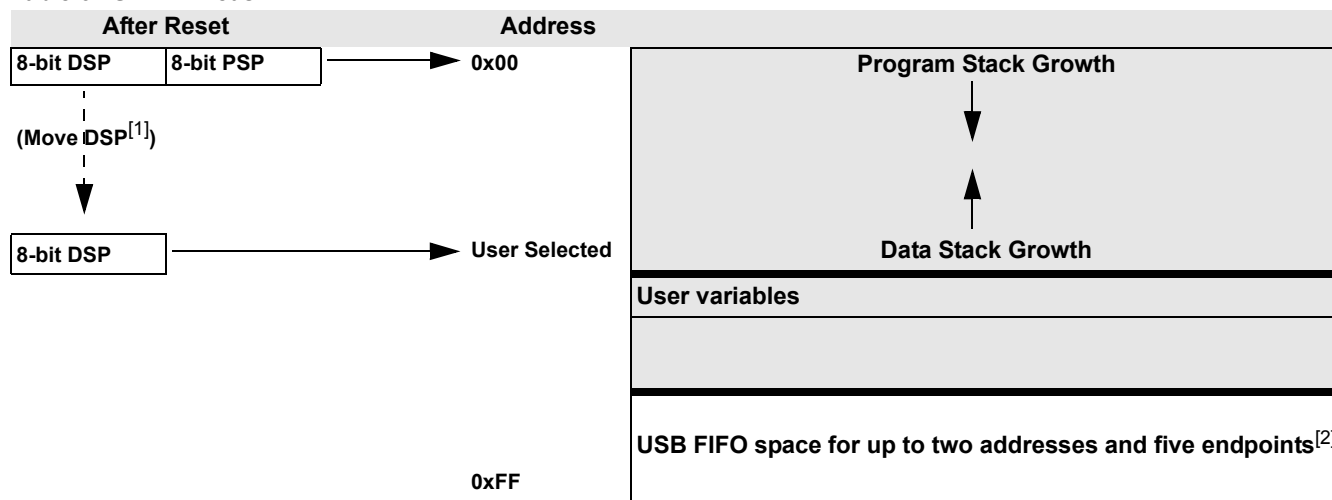 After Reset Address
8-bit DSP 8-bit PSP 0x00 Program Stack Growth
(Move DSP[1])
8-bit DSP User Selected Data Stack Growth
User variables
USB FIFO space for up to two addresses and five endpoints[2]
0xFF